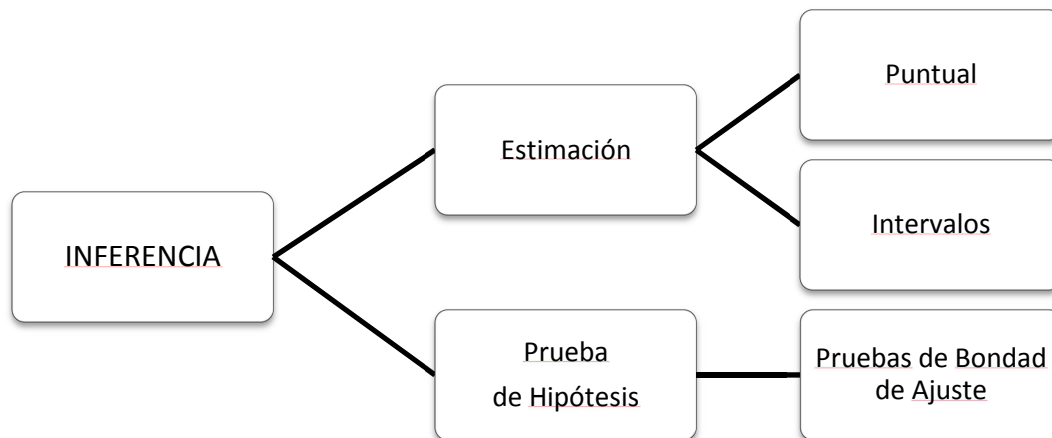 INFERENCIA
Estimación
Puntual
Intervalos
Prueba
de Hipótesis
Pruebas de Bondad
de Ajuste